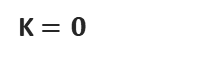 K = 0